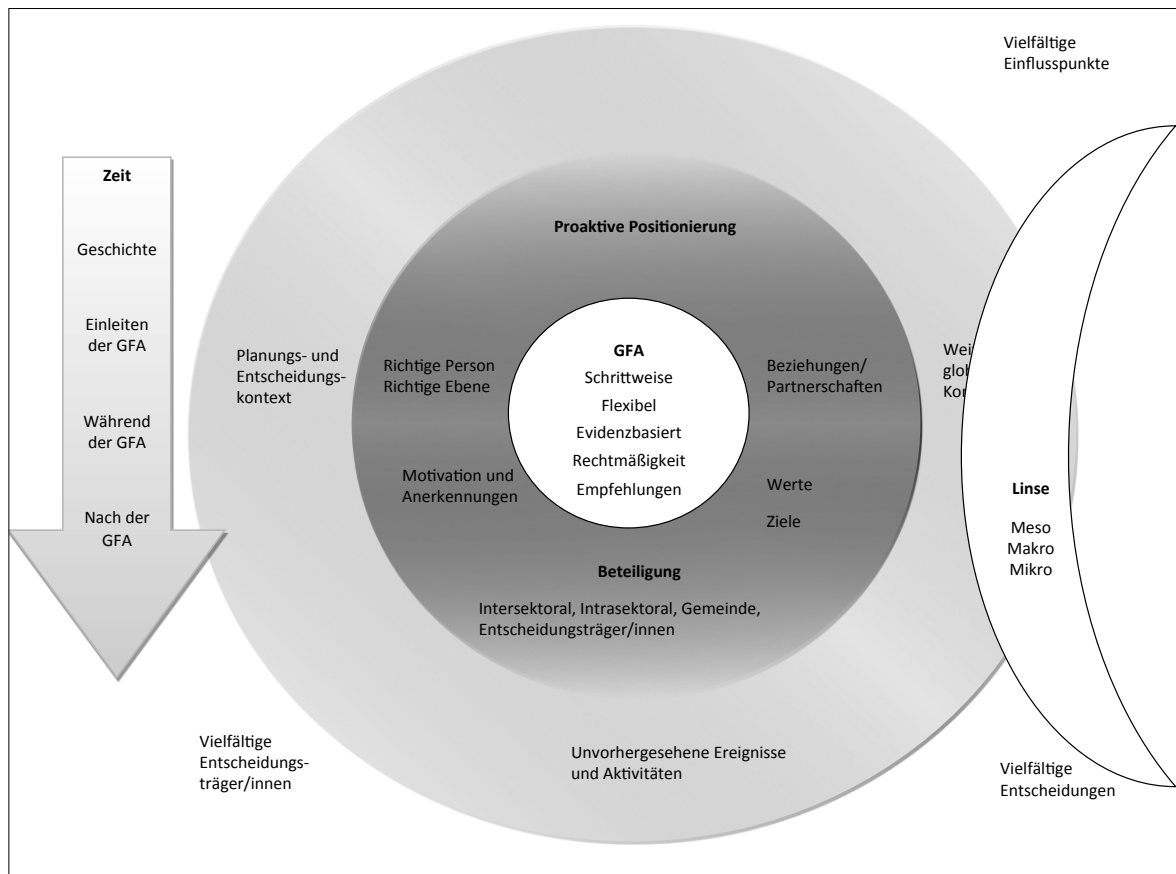 Vielfältige
Einflusspunkte
Zeit
Geschichte
Einleiten
der GFA
Während
der GFA
Nach der
GFA
Proaktive Positionierung
Planungs- und
Entscheidungs-
kontext
Richtige Person
Richtige Ebene
Motivation und
Anerkennungen
GFA
Schrittweise
Flexibel
Evidenzbasiert
Rechtmäßigkeit
Empfehlungen
Beziehungen/
Partnerschaften
Werte
Ziele
Beteiligung
Intersektoral, Intrasektoral, Gemeinde,
Entscheidungsträger/innen
Linse
Meso
Makro
Mikro
Vielfältige
Entscheidungs-
träger/innen
Unvorhergesehene Ereignisse
und Aktivitäten
Vielfältige
Entscheidungen